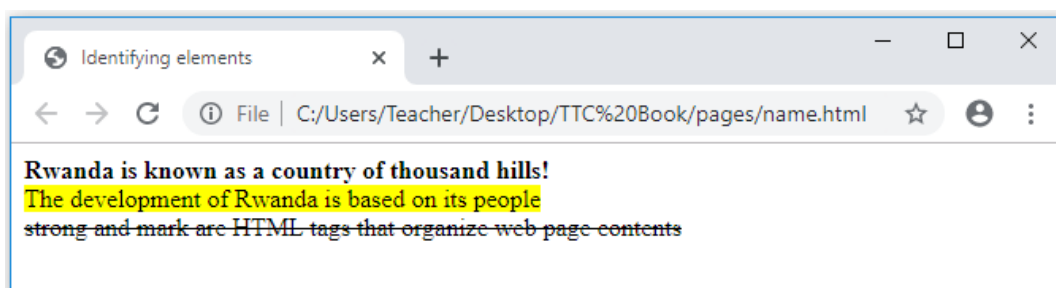 Identifying elements
File C:/Users/Teacher/Desktop/TTC%20Book/pages/name.html
Rwanda is known as a country of thousand hills!
The development of Rwanda is based on its people
strong and mark are HTML tags that organize web page contents